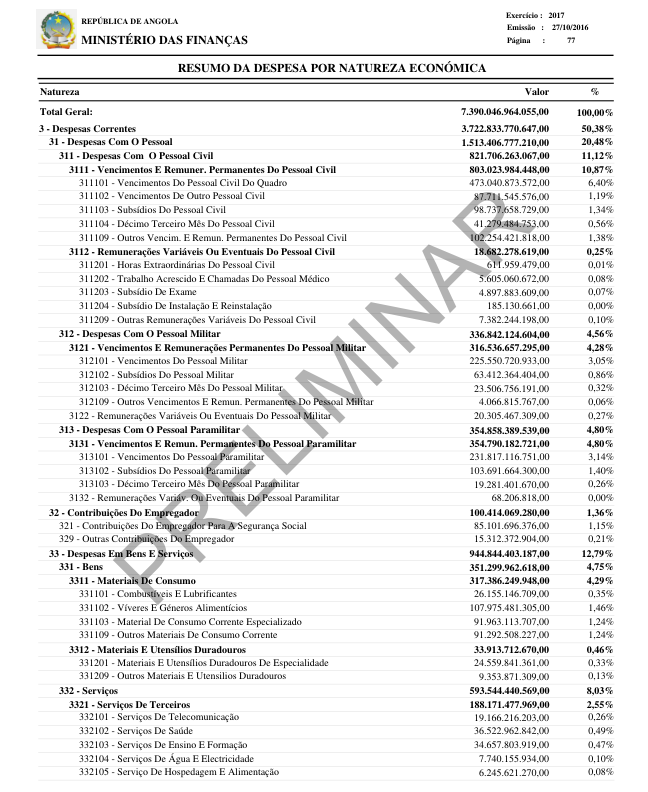 REPÚBLICA DE ANGOLA
MINISTÉRIO DAS FINANÇAS
Exercício : 2017
Emissão : 27/10/2016
Página : 77
RESUMO DA DESPESA POR NATUREZA ECONÓMICA
Natureza Valor %
Total Geral: 7.390.046.964.055,00 100,00%
3 - Despesas Correntes 3.722.833.770.647,00 50,38%
31 - Despesas Com O Pessoal 1.513.406.777.210,00 20,48%
311 - Despesas Com O Pessoal Civil 821.706.263.067,00 11,12%
3111 - Vencimentos E Remuner. Permanentes Do Pessoal Civil 803.023.984.448,00 10,87%
311101 - Vencimentos Do Pessoal Civil Do Quadro 473.040.873.572,00 6,40%
311102 - Vencimentos De Outro Pessoal Civil 87.711.545.576,00 1,19%
311103 - Subsídios Do Pessoal Civil 98.737.658.729,00 1,34%
311104 - Décimo Terceiro Mês Do Pessoal Civil 41.279.484.753,00 0,56%
311109 - Outros Vencim. E Remun. Permanentes Do Pessoal Civil 102.254.421.818,00 1,38%
3112 - Remunerações Variáveis Ou Eventuais Do Pessoal Civil 18.682.278.619,00 0,25%
311201 - Horas Extraordinárias Do Pessoal Civil 611.959.479,00 0,01%
311202 - Trabalho Acrescido E Chamadas Do Pessoal Médico 5.605.060.672,00 0,08%
311203 - Subsídio De Exame 4.897.883.609,00 0,07%
311204 - Subsídio De Instalação E Reinstalação 185.130.661,00 0,00%
311209 - Outras Remunerações Variáveis Do Pessoal Civil 7.382.244.198,00 0,10%
312 - Despesas Com O Pessoal Militar 336.842.124.604,00 4,56%
3121 - Vencimentos E Remunerações Permanentes Do Pessoal Militar 316.536.657.295,00 4,28%
312101 - Vencimentos Do Pessoal Militar 225.550.720.933,00 3,05%
312102 - Subsídios Do Pessoal Militar 63.412.364.404,00 0,86%
312103 - Décimo Terceiro Mês Do Pessoal Militar 23.506.756.191,00 0,32%
312109 - Outros Vencimentos E Remunerações Permanentes Do Pessoal Militar 4.066.815.767,00 0,06%
3122 - Remunerações Variáveis Ou Eventuais Do Pessoal Militar 20.305.467.309,00 0,27%
313 - Despesas Com O Pessoal Paramilitar 354.858.389.539,00 4,80%
3131 - Vencimentos E Remun. Permanentes Do Pessoal Paramilitar 354.790.182.721,00 4,80%
313101 - Vencimentos Do Pessoal Paramilitar 231.817.116.751,00 3,14%
313102 - Subsídios Do Pessoal Paramilitar 103.691.664.300,00 1,40%
313103 - Décimo Terceiro Mês Do Pessoal Paramilitar 19.281.401.670,00 0,26%
3132 - Remunerações Variáv. Ou Eventuais Do Pessoal Paramilitar 68.206.818,00 0,00%
32 - Contribuições Do Empregador 100.414.069.280,00 1,36%
321 - Contribuições Do Empregador Para A Segurança Social 85.101.696.376,00 1,15%
329 - Outras Contribuições Do Empregador 15.312.372.904,00 0,21%
33 - Despesas Em Bens E Serviços 944.844.403.187,00 12,79%
331 - Bens 351.299.962.618,00 4,75%
3311 - Materiais De Consumo 317.386.249.948,00 4,29%
331101 - Combustíveis E Lubrificantes 26.155.146.709,00 0,35%
331102 - Víveres E Géneros Alimentícios 107.975.481.305,00 1,46%
331103 - Material De Consumo Corrente Especializado 91.963.113.707,00 1,24%
331109 - Outros Materiais De Consumo Corrente 91.292.508.227,00 1,24%
3312 - Materiais E Utensílios Duradouros 33.913.712.670,00 0,46%
331201 - Materiais E Utensílios Duradouros De Especialidade 24.559.841.361,00 0,33%
331209 - Outros Materiais E Utensilios Duradouros 9.353.871.309,00 0,13%
332 - Serviços 593.544.440.569,00 8,03%
3321 - Serviços De Terceiros 188.171.477.969,00 2,55%
332101 - Serviços De Telecomunicação 19.166.216.203,00 0,26%
332102 - Serviços De Saúde 36.522.962.842,00 0,49%
332103 - Serviços De Ensino E Formação 34.657.803.919,00 0,47%
332104 - Serviços De Água E Electricidade 7.740.155.934,00 0,10%
332105 - Serviço De Hospedagem E Alimentação 6.245.621.270,00 0,08%
PRELIMINAR